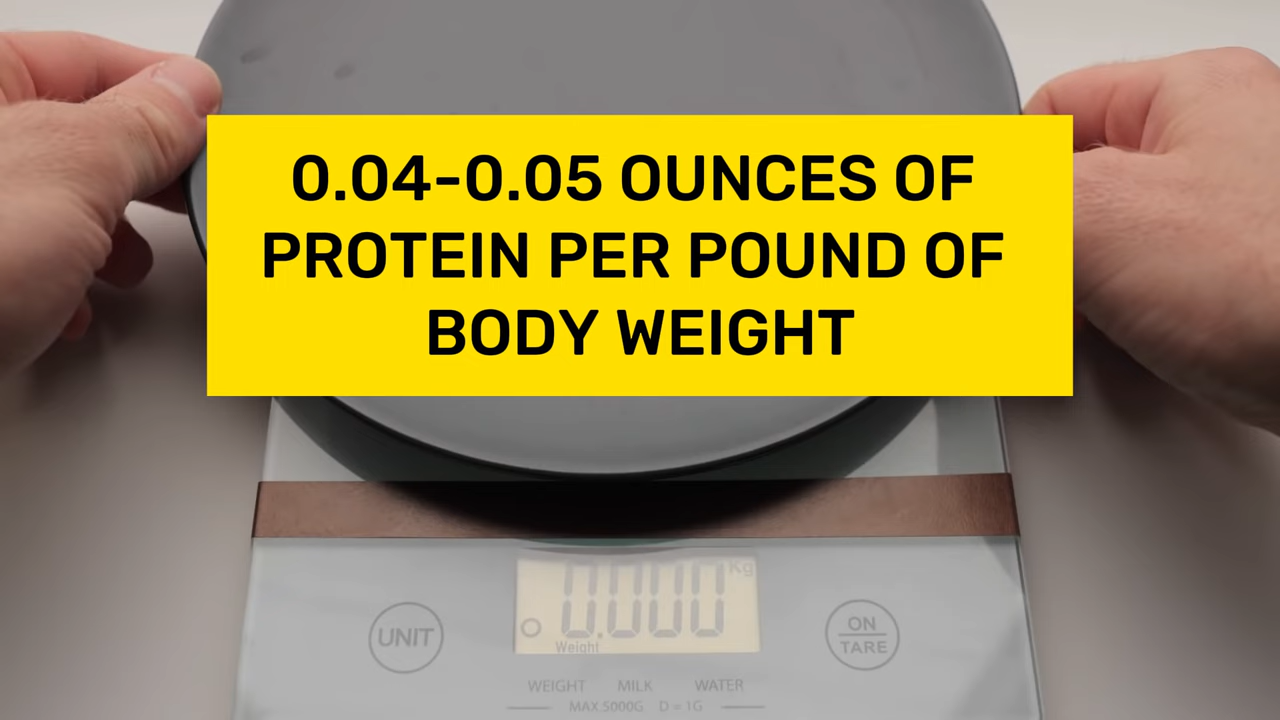 0.04-0.05 OUNCES OF
PROTEIN PER POUND OF
BODY WEIGHT
0.000 Kg
Weight
UNIT
ON
TARE
WEIGHT MILK WATER
MAX.5000G D=1G